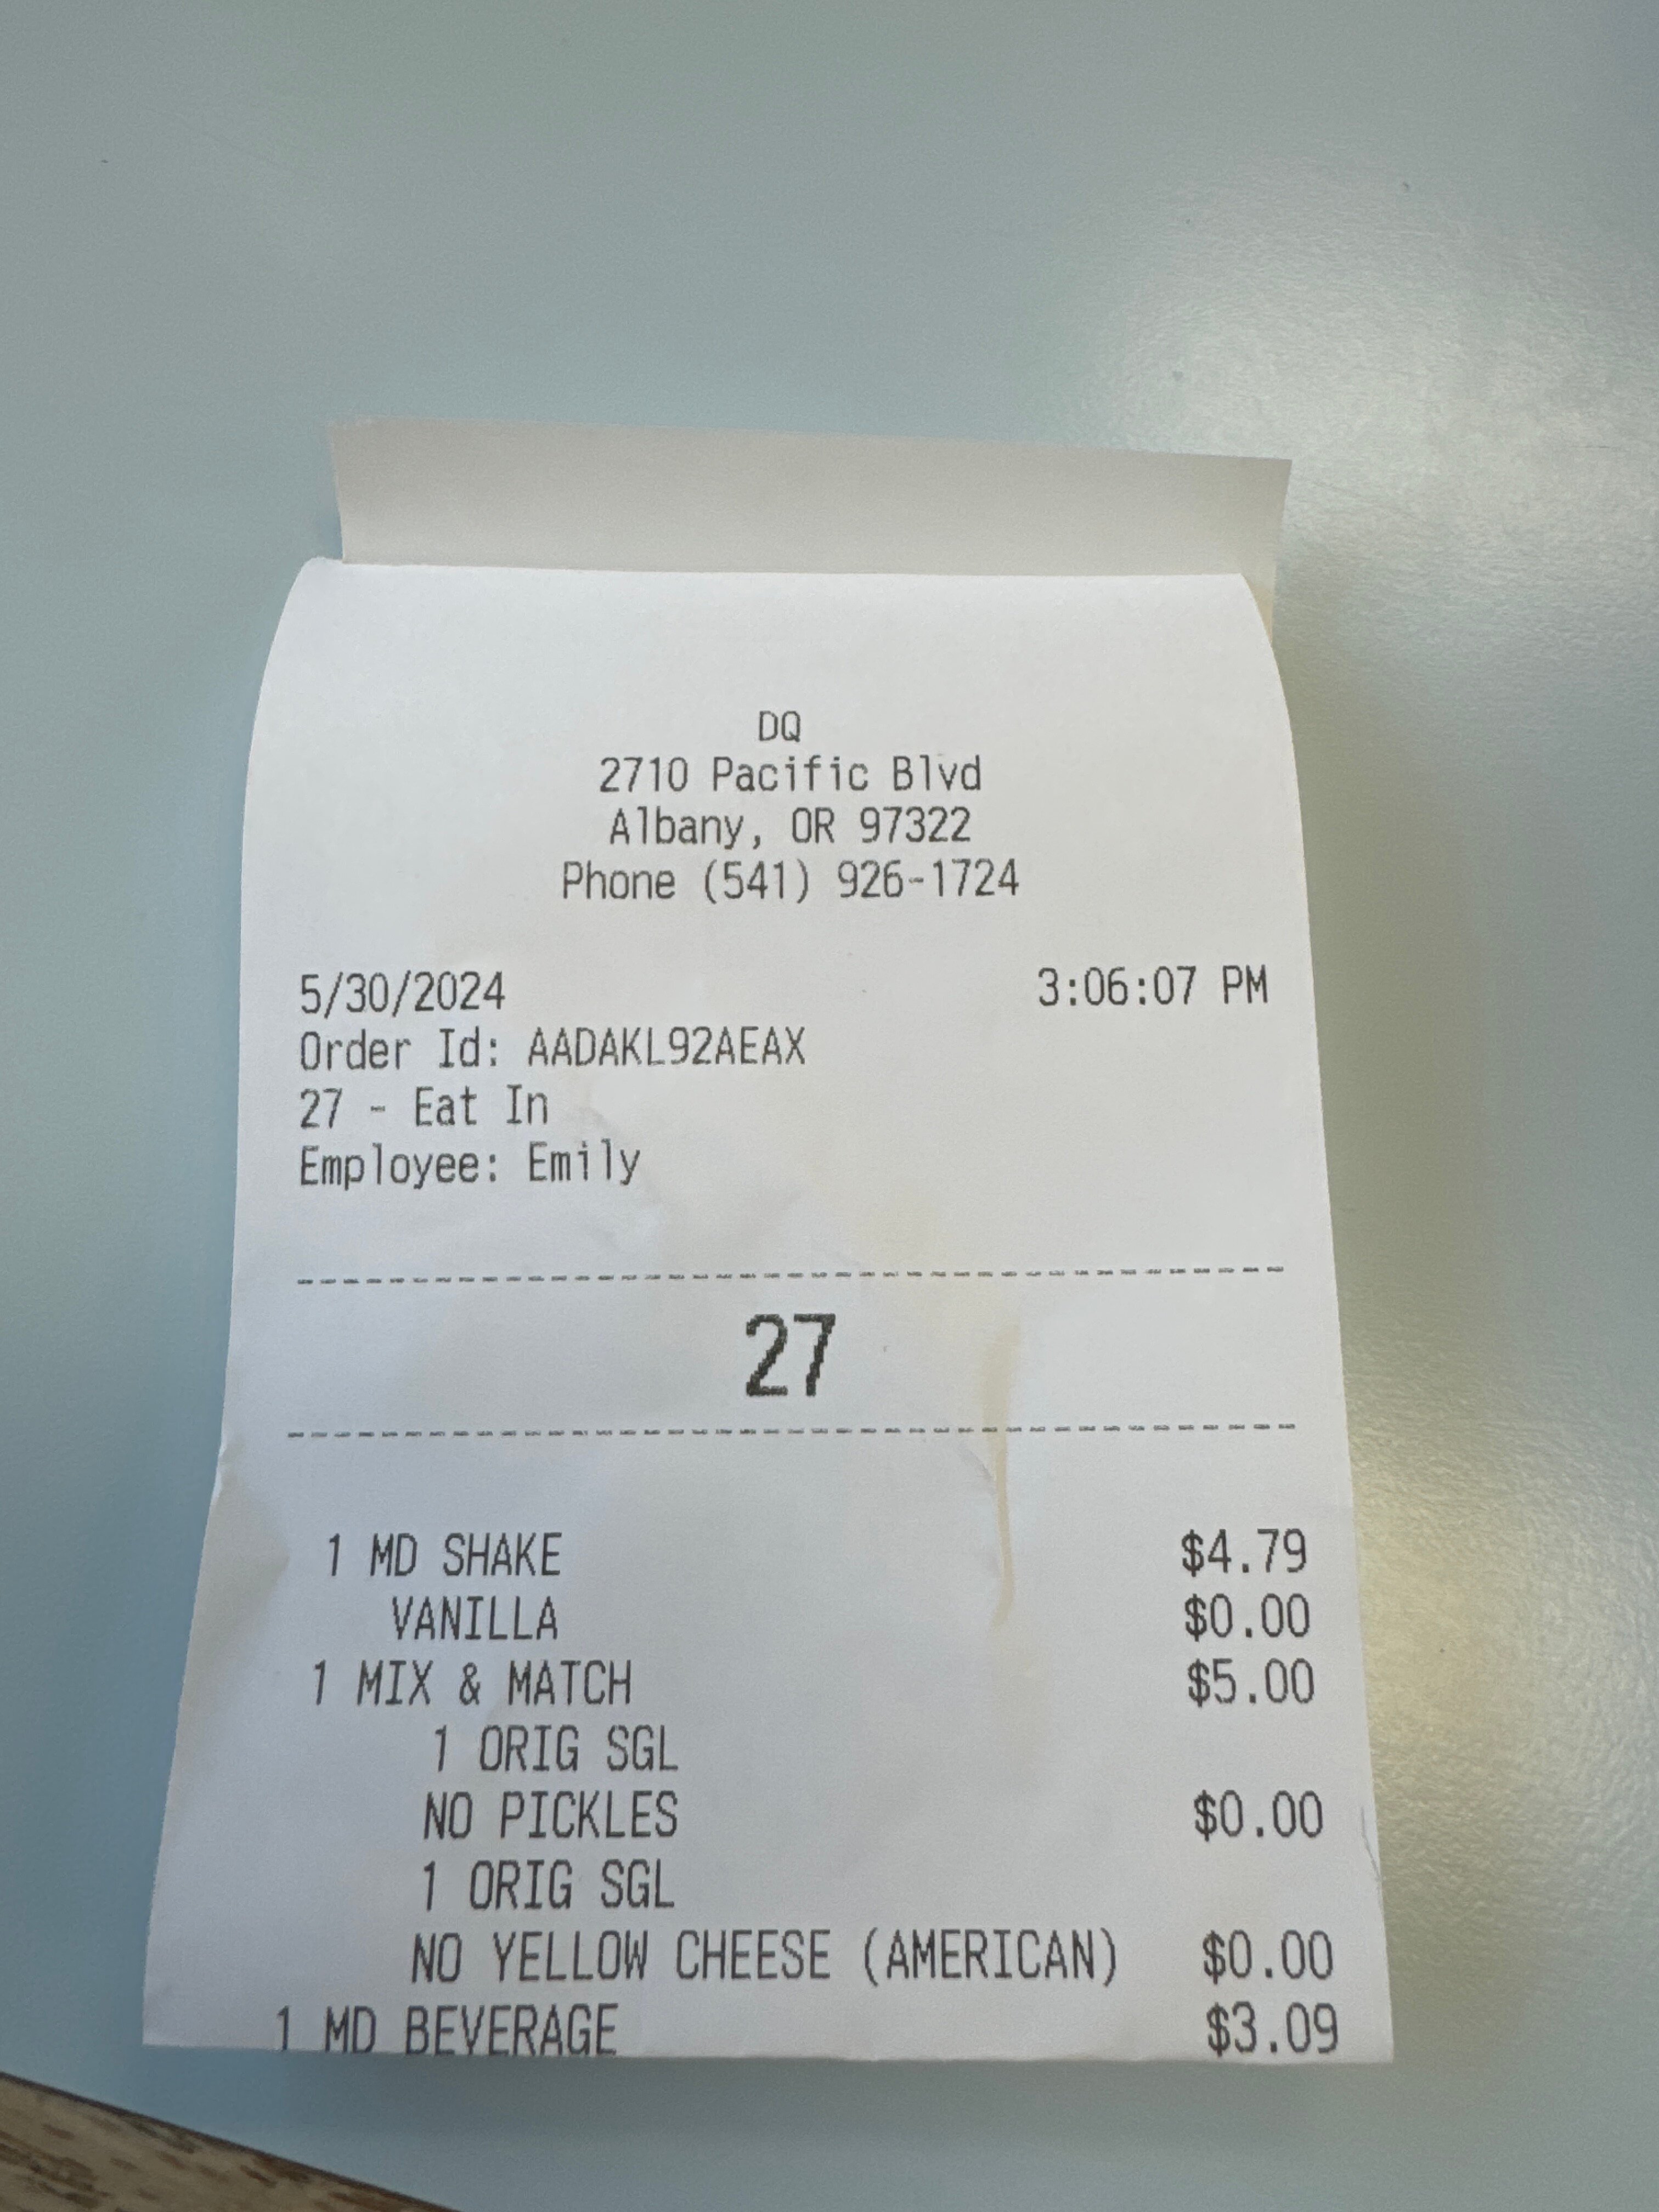 DQ
2710 Pacific Blvd
Albany, OR 97322
Phone (541) 926-1724
5/30/2024 3:06:07 PM
Order Id: AADAKL92AEAX
27 - Eat In
Employee: Emily
27
1 MD SHAKE $4.79
VANILLA $0.00
1 MIX & MATCH $5.00
1 ORIG SGL
NO PICKLES $0.00
1 ORIG SGL
NO YELLOW CHEESE (AMERICAN) $0.00
1 MD BEVERAGE $3.09